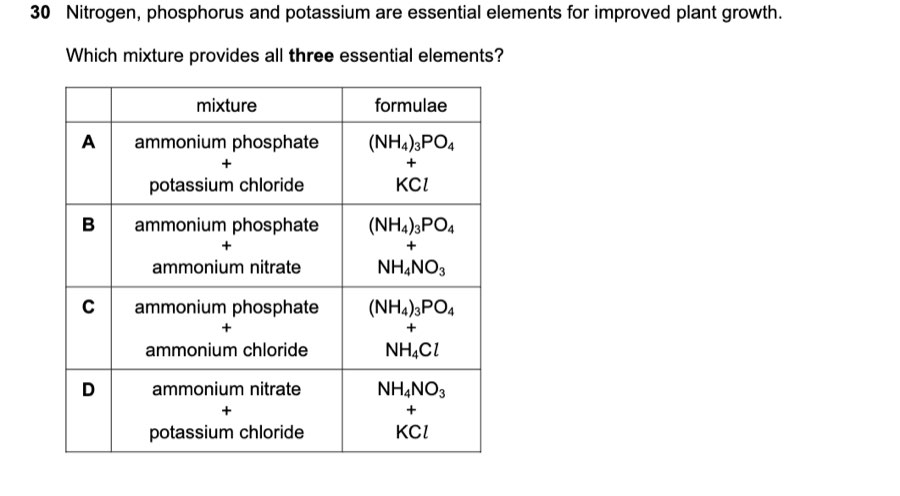 30 Nitrogen, phosphorus and potassium are essential elements for improved plant growth.
Which mixture provides all three essential elements?
mixture formulae
A ammonium phosphate (NH₄)₃PO₄
+ +
potassium chloride KCl
B ammonium phosphate (NH₄)₃PO₄
+ +
ammonium nitrate NH₄NO₃
C ammonium phosphate (NH₄)₃PO₄
+ +
ammonium chloride NH₄Cl
D ammonium nitrate NH₄NO₃
+ +
potassium chloride KCl